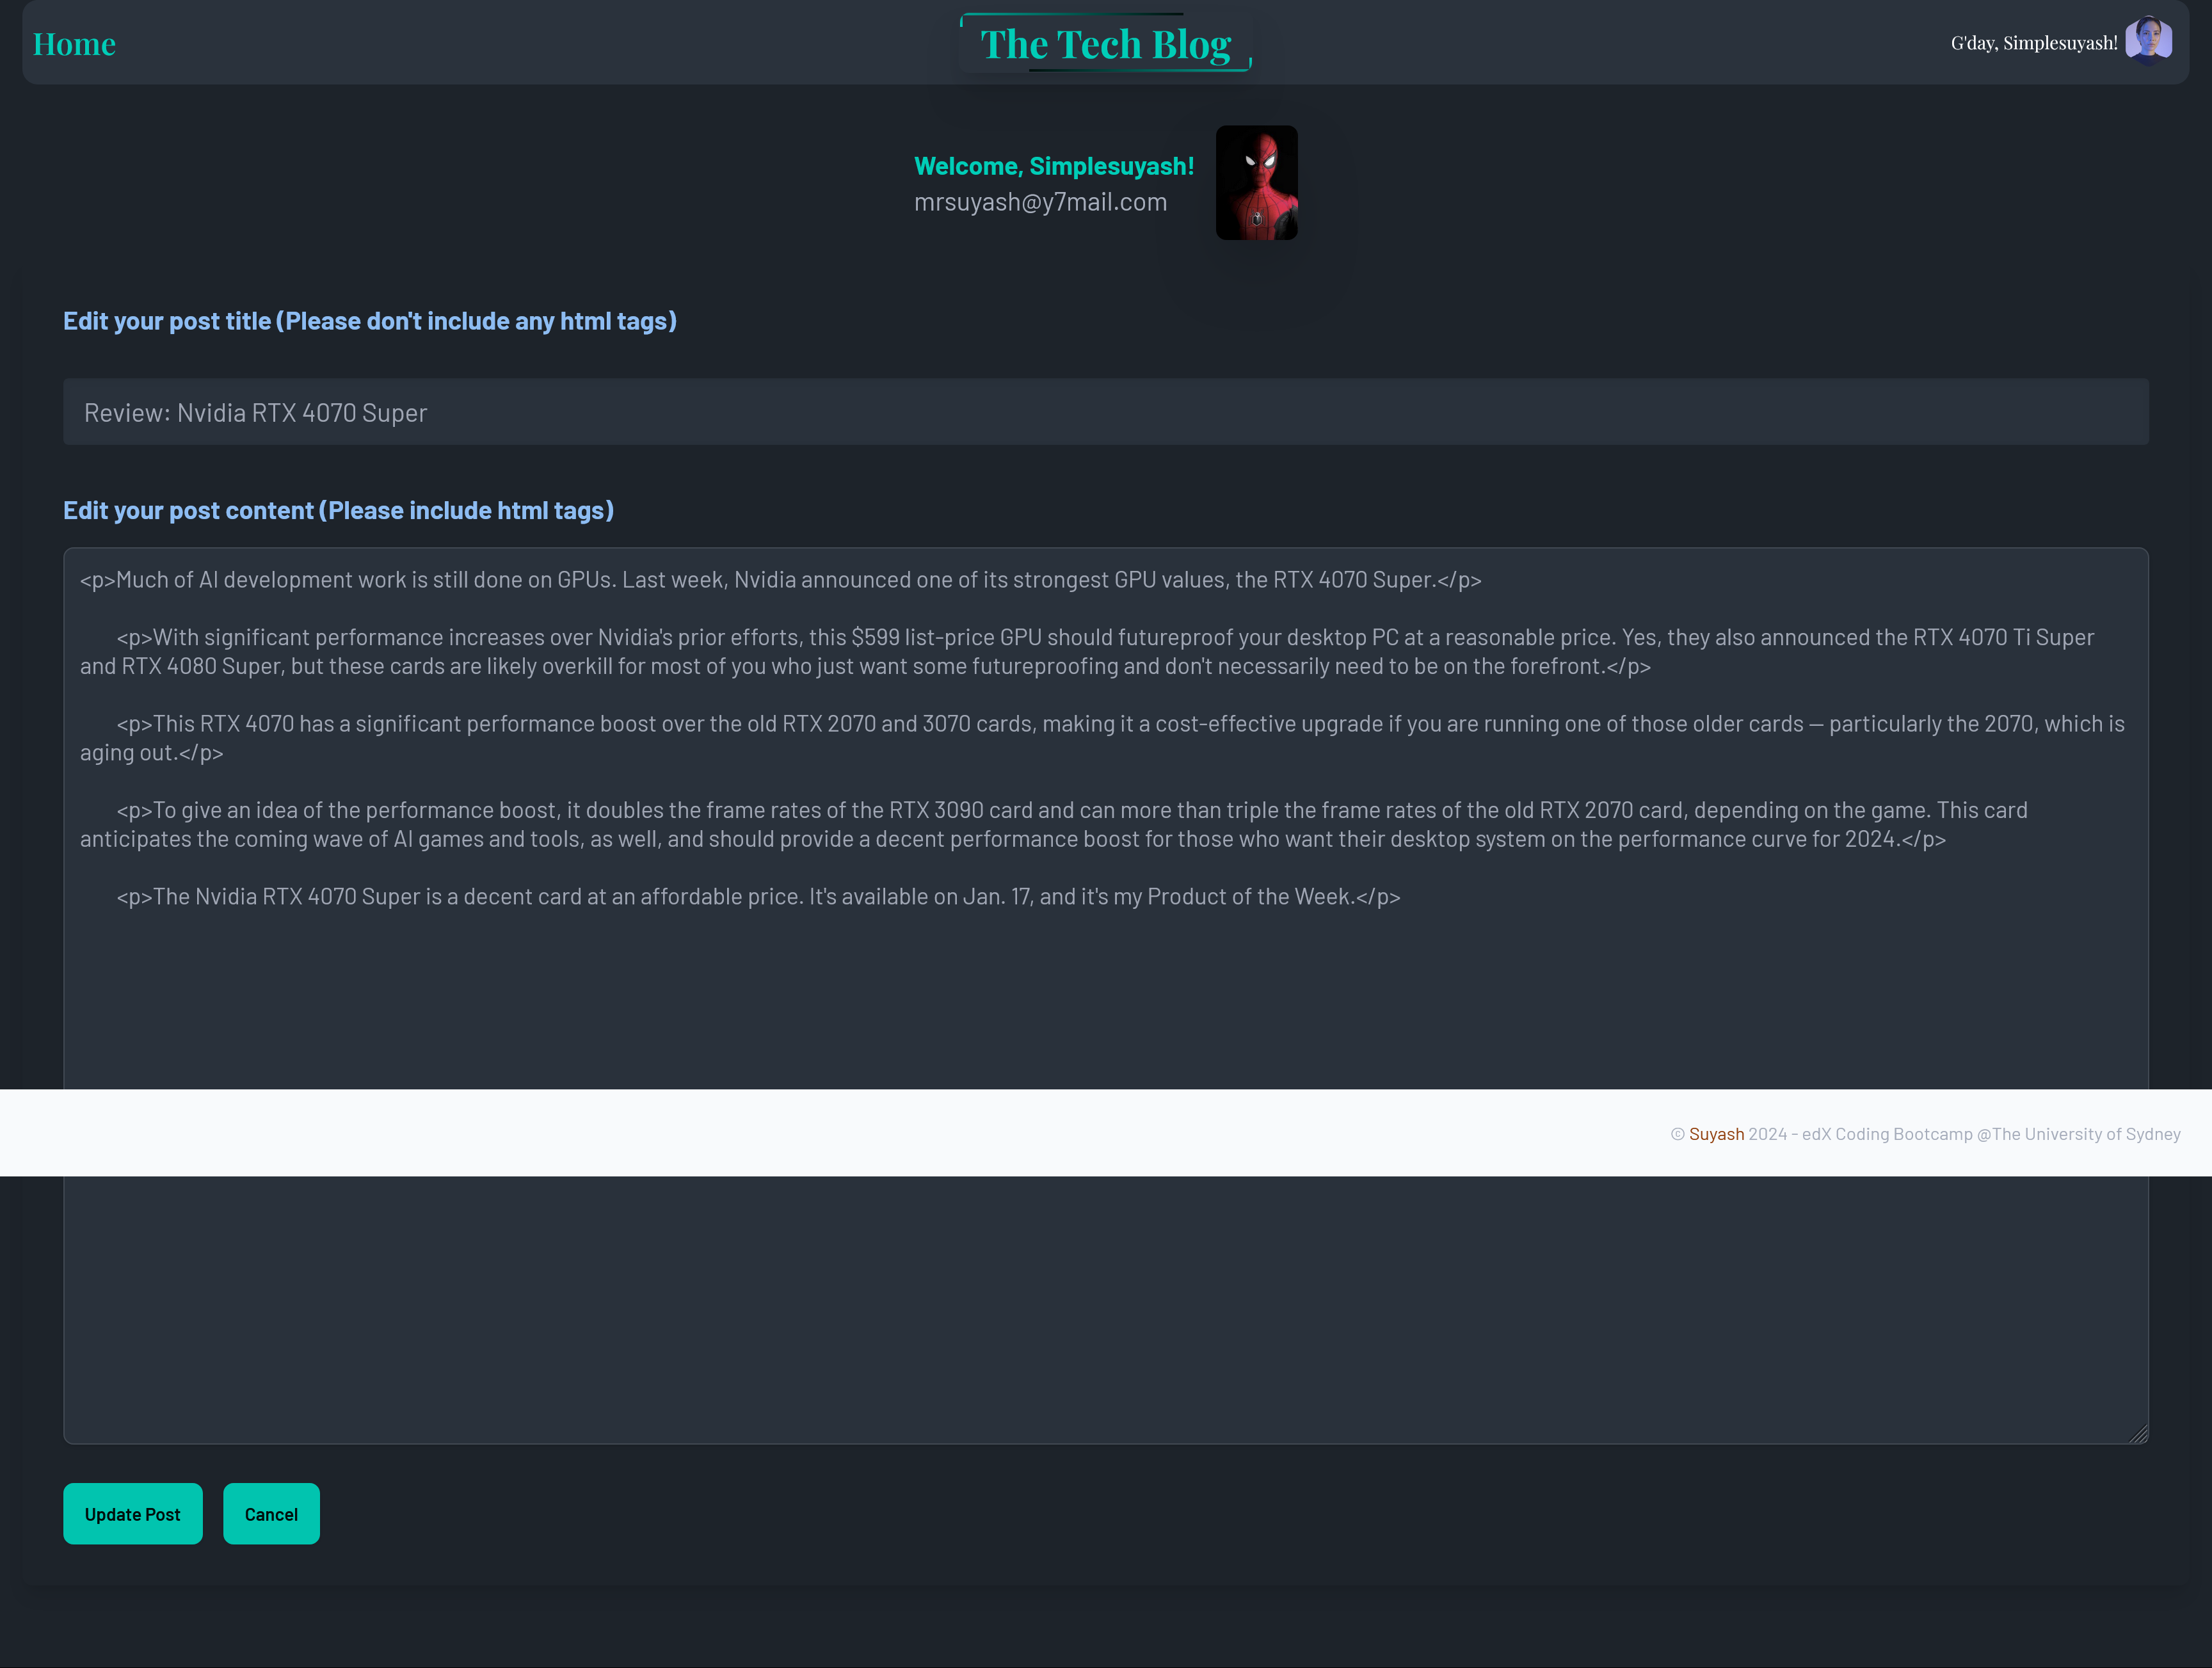 Home
The Tech Blog
G'day, Simplesuyash!
Welcome, Simplesuyash!
mrsuyash@y7mail.com
Edit your post title (Please don't include any html tags)
Review: Nvidia RTX 4070 Super
Edit your post content (Please include html tags)
<p>Much of AI development work is still done on GPUs. Last week, Nvidia announced one of its strongest GPU values, the RTX 4070 Super.</p>
<p>With significant performance increases over Nvidia's prior efforts, this $599 list-price GPU should futureproof your desktop PC at a reasonable price. Yes, they also announced the RTX 4070 Ti Super
and RTX 4080 Super, but these cards are likely overkill for most of you who just want some futureproofing and don't necessarily need to be on the forefront.</p>
<p>This RTX 4070 has a significant performance boost over the old RTX 2070 and 3070 cards, making it a cost-effective upgrade if you are running one of those older cards — particularly the 2070, which is
aging out.</p>
<p>To give an idea of the performance boost, it doubles the frame rates of the RTX 3090 card and can more than triple the frame rates of the old RTX 2070 card, depending on the game. This card
anticipates the coming wave of AI games and tools, as well, and should provide a decent performance boost for those who want their desktop system on the performance curve for 2024.</p>
<p>The Nvidia RTX 4070 Super is a decent card at an affordable price. It's available on Jan. 17, and it's my Product of the Week.</p>
© Suyash 2024 - edX Coding Bootcamp @The University of Sydney
Update Post
Cancel